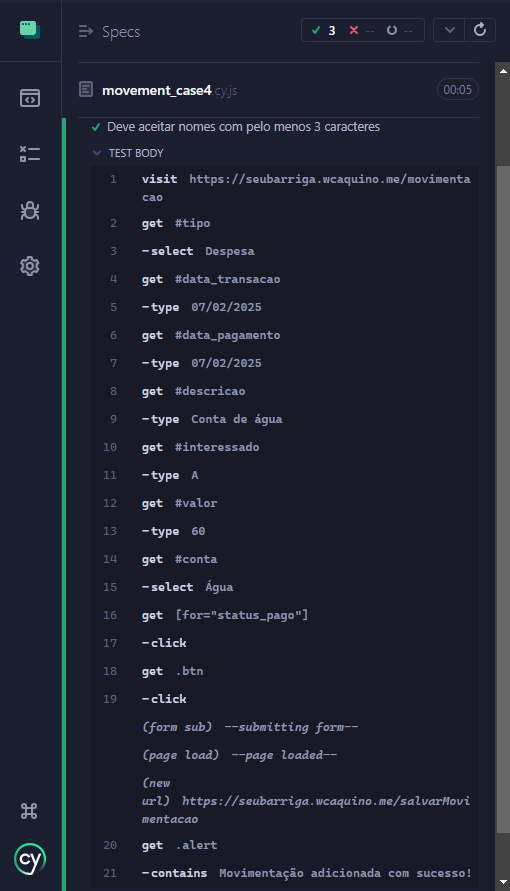 Specs
3 -- --
movement_case4.cy.js 00:05
Deve aceitar nomes com pelo menos 3 caracteres
TEST BODY
1 visit https://seubarriga.wcaquino.me/movimenta
cao
2 get #tipo
3 -select Despesa
4 get #data_transacao
5 -type 07/02/2025
6 get #data_pagamento
7 -type 07/02/2025
8 get #descricao
9 -type Conta de água
10 get #interessado
11 -type A
12 get #valor
13 -type 60
14 get #conta
15 -select Água
16 get [for="status_pago"]
17 -click
18 get .btn
19 -click
(form sub) --submitting form--
(page load) --page loaded--
(new
url) https://seubarriga.wcaquino.me/salvarMovi
mentacao
20 get .alert
21 -contains Movimentação adicionada com sucesso!
cy